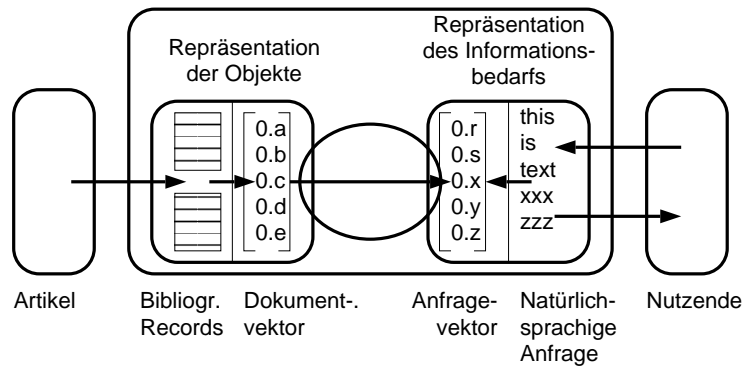 Repräsentation
der Objekte
Repräsentation
des Informations-
bedarfs
0.a
0.b
0.c
0.d
0.e
0.r
0.s
0.x
0.y
0.z
this
is
text
xxx
zzz
Artikel
Bibliogr.
Records
Dokument-.
vektor
Anfrage-
vektor
Natürlich-
sprachige
Anfrage
Nutzende